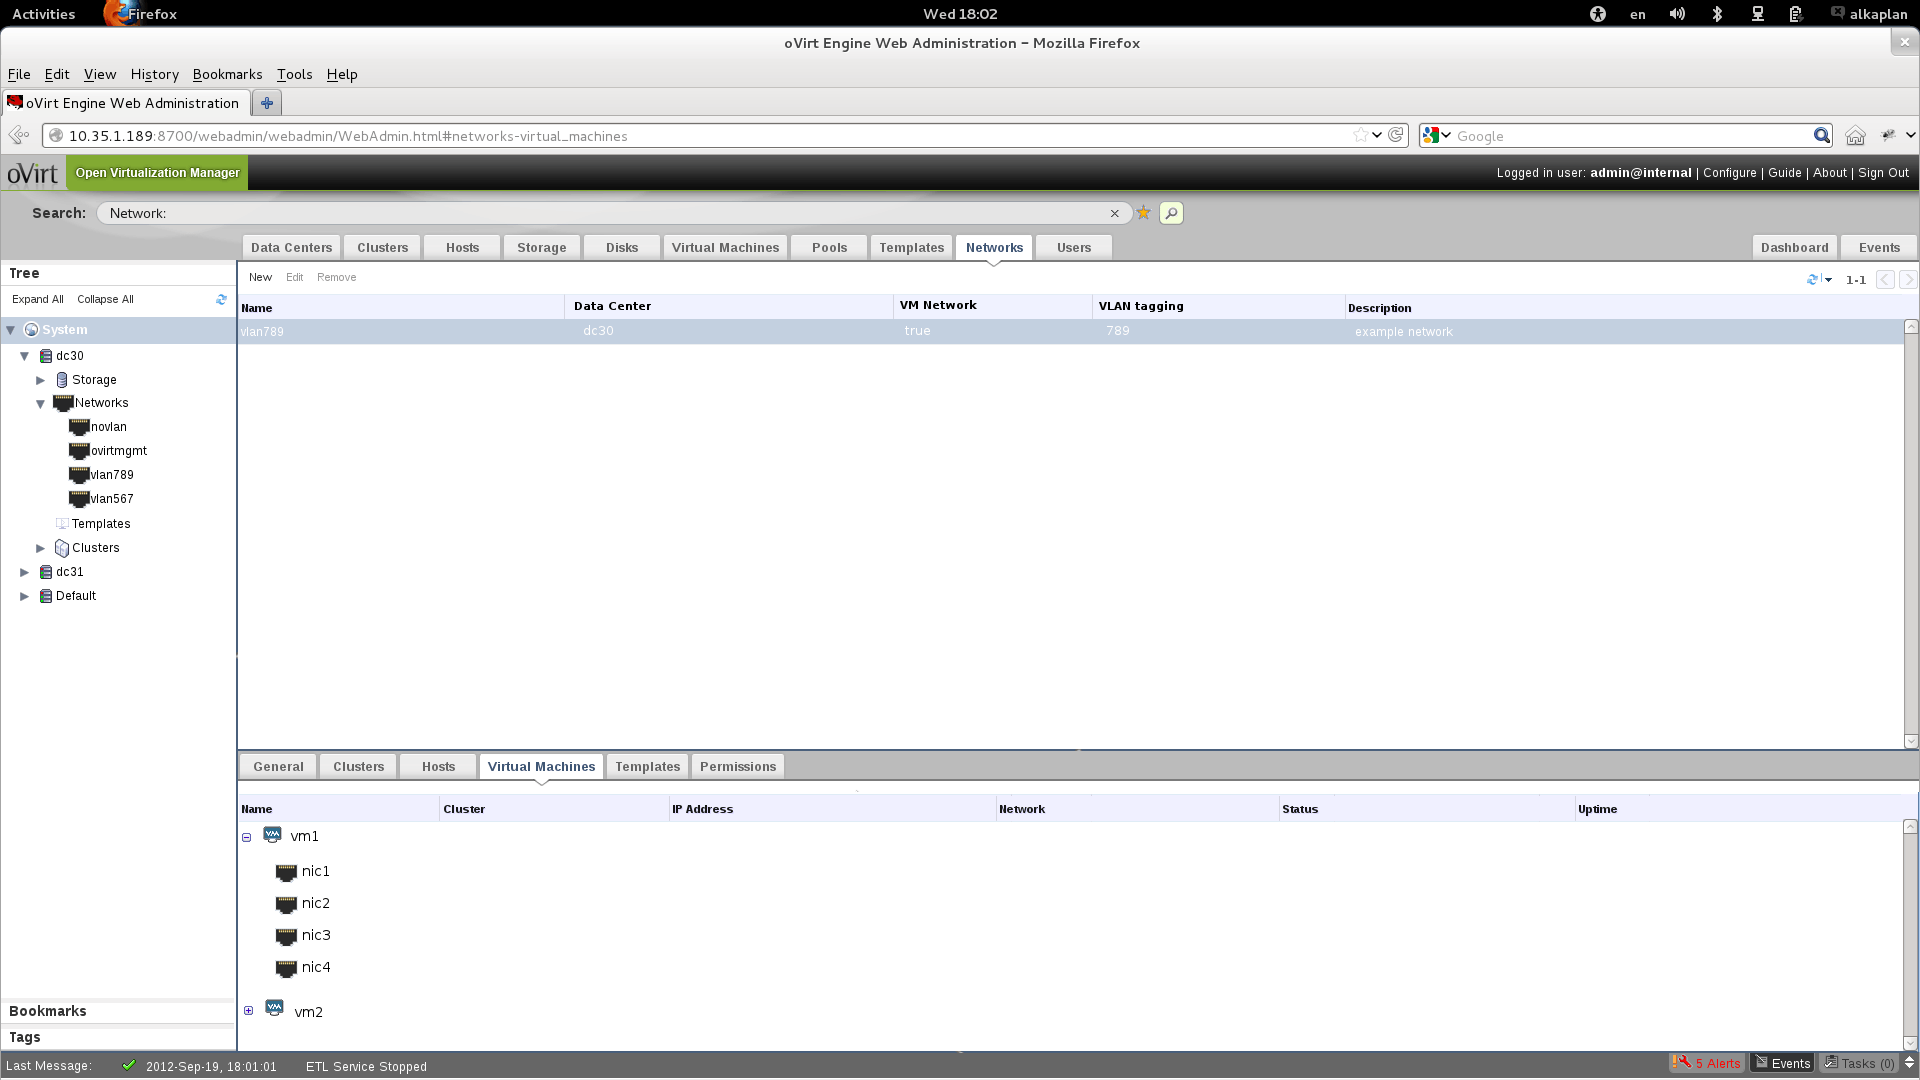 Activities Firefox Wed 18:02 en alkaplan
oVirt Engine Web Administration – Mozilla Firefox
File Edit View History Bookmarks Tools Help
oVirt Engine Web Administration
10.35.1.189:8700/webadmin/webadmin/WebAdmin.html#networks-virtual_machines Google
oVirt Open Virtualization Manager Logged in user: admin@internal | Configure | Guide | About | Sign Out
Search: Network:
Data Centers Clusters Hosts Storage Disks Virtual Machines Pools Templates Networks Users Dashboard Events
Tree
New Edit Remove 1-1
Expand All Collapse All
Name Data Center VM Network VLAN tagging Description
System
vlan789 dc30 true 789 example network
dc30
Storage
Networks
novlan
ovirtmgmt
vlan789
vlan567
Templates
Clusters
dc31
Default
General Clusters Hosts Virtual Machines Templates Permissions
Name Cluster IP Address Network Status Uptime
vm1
nic1
nic2
nic3
nic4
vm2
Bookmarks
Tags
Last Message: 2012-Sep-19, 18:01:01 ETL Service Stopped 5 Alerts Events Tasks (0)